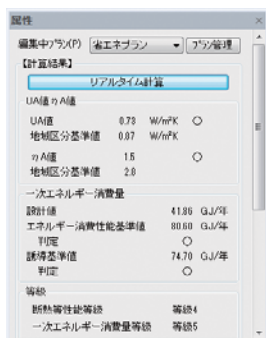 属性
編集中プラン(P) 省エネプラン プラン管理
【計算結果】
リアルタイム計算
UA値 ηA値
UA値 0.73 W/m²K ○
地域区分基準値 0.87 W/m²K
ηA値 1.5 ○
地域区分基準値 2.8
一次エネルギー消費量
設計値 41.86 GJ/年
エネルギー消費性能基準値 80.60 GJ/年
判定 ○
誘導基準値 74.70 GJ/年
判定 ○
等級
断熱等性能等級 等級4
一次エネルギー消費量等級 等級5